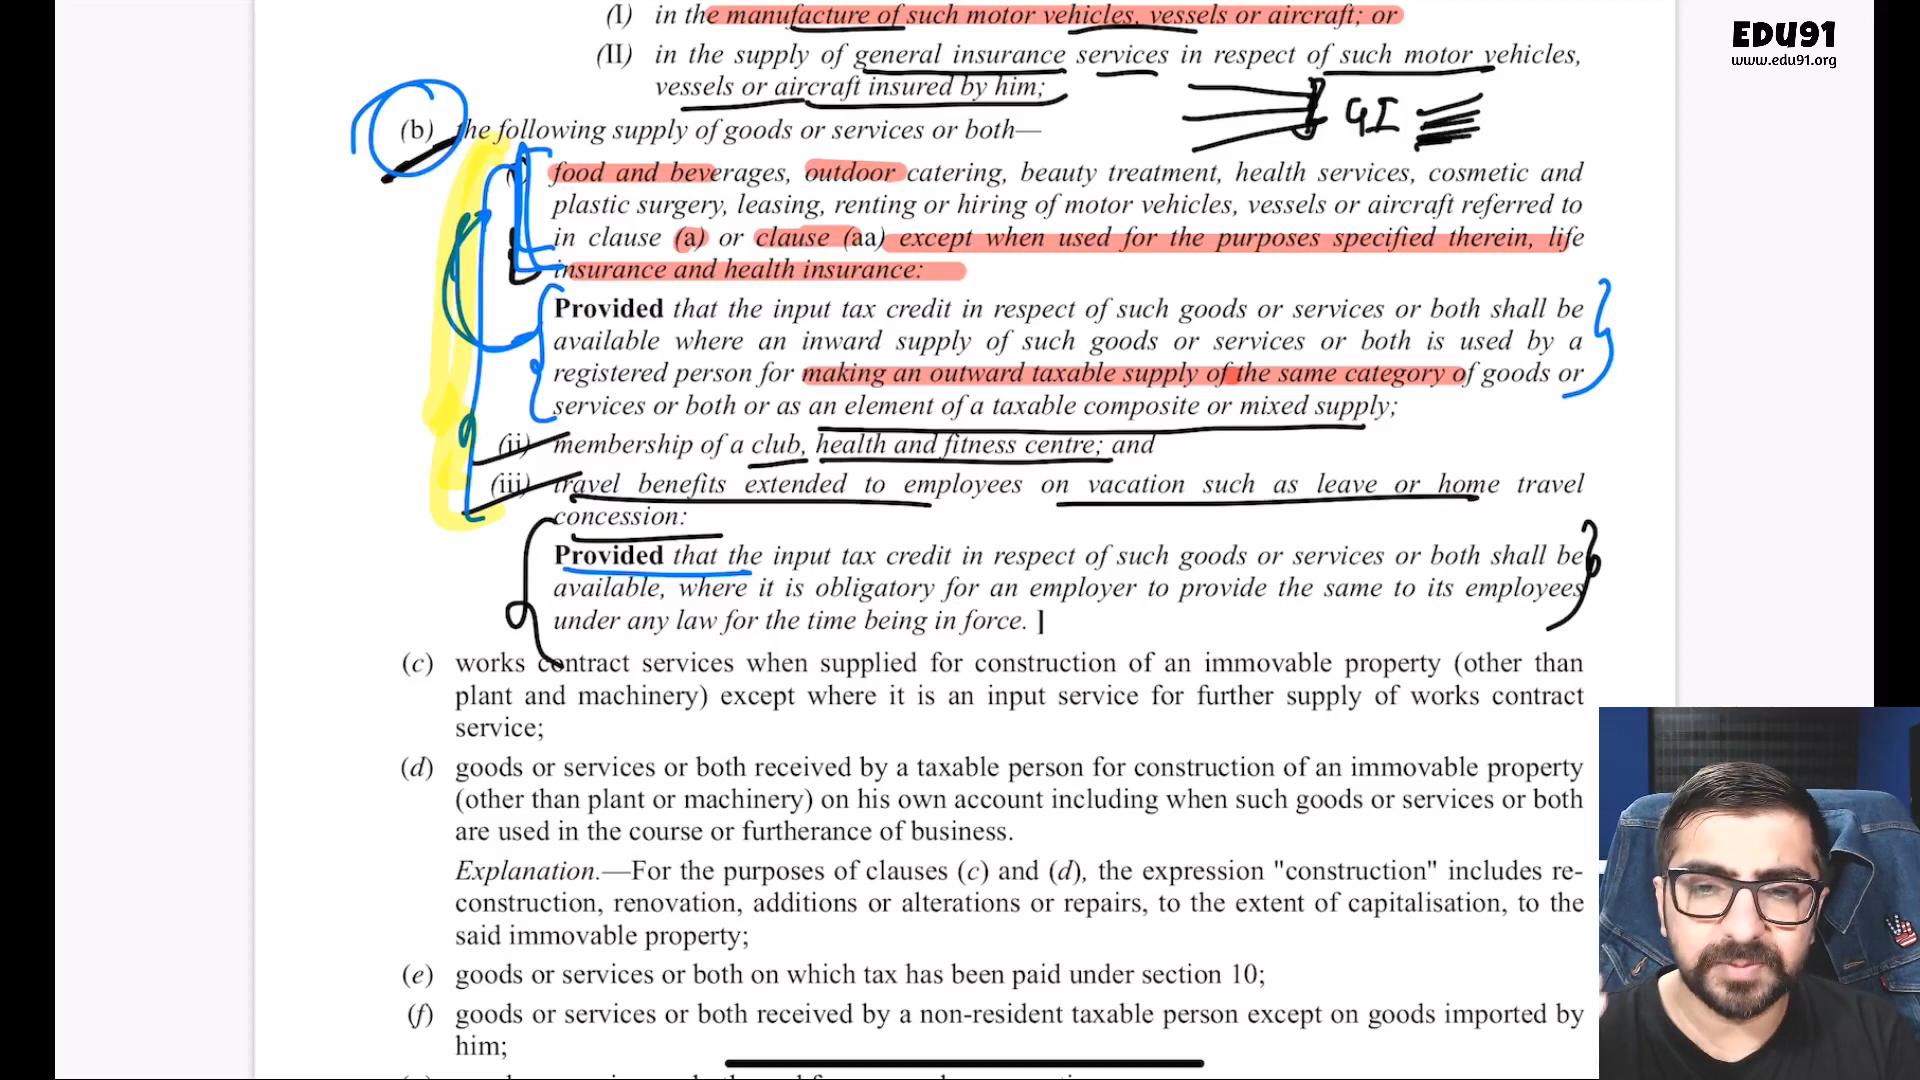 (I) in the manufacture of such motor vehicles, vessels or aircraft; or
(II) in the supply of general insurance services in respect of such motor vehicles,
vessels or aircraft insured by him;
EDU91
www.edu91.org
GI
(b) the following supply of goods or services or both—
food and beverages, outdoor catering, beauty treatment, health services, cosmetic and
plastic surgery, leasing, renting or hiring of motor vehicles, vessels or aircraft referred to
in clause (a) or clause (aa) except when used for the purposes specified therein, life
insurance and health insurance:
Provided that the input tax credit in respect of such goods or services or both shall be
available where an inward supply of such goods or services or both is used by a
registered person for making an outward taxable supply of the same category of goods or
services or both or as an element of a taxable composite or mixed supply;
(ii) membership of a club, health and fitness centre; and
(iii) travel benefits extended to employees on vacation such as leave or home travel
concession:
Provided that the input tax credit in respect of such goods or services or both shall be
available, where it is obligatory for an employer to provide the same to its employees
under any law for the time being in force. ]
(c) works contract services when supplied for construction of an immovable property (other than
plant and machinery) except where it is an input service for further supply of works contract
service;
(d) goods or services or both received by a taxable person for construction of an immovable property
(other than plant or machinery) on his own account including when such goods or services or both
are used in the course or furtherance of business.
Explanation.—For the purposes of clauses (c) and (d), the expression "construction" includes re-
construction, renovation, additions or alterations or repairs, to the extent of capitalisation, to the
said immovable property;
(e) goods or services or both on which tax has been paid under section 10;
(f) goods or services or both received by a non-resident taxable person except on goods imported by
him;